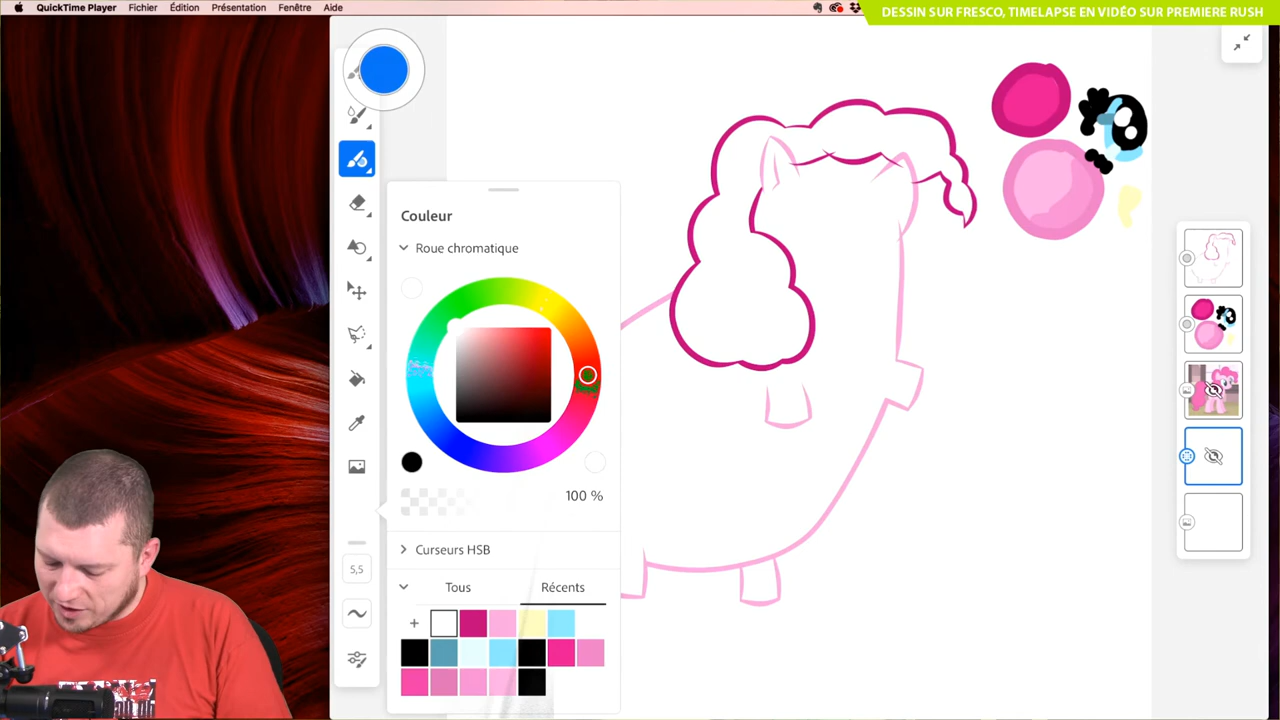 QuickTime Player Fichier Édition Présentation Fenêtre Aide
DESSIN SUR FRESCO, TIMELAPSE EN VIDÉO SUR PREMIERE RUSH
Couleur
Roue chromatique
100 %
Curseurs HSB
5,5
Tous Récents
+